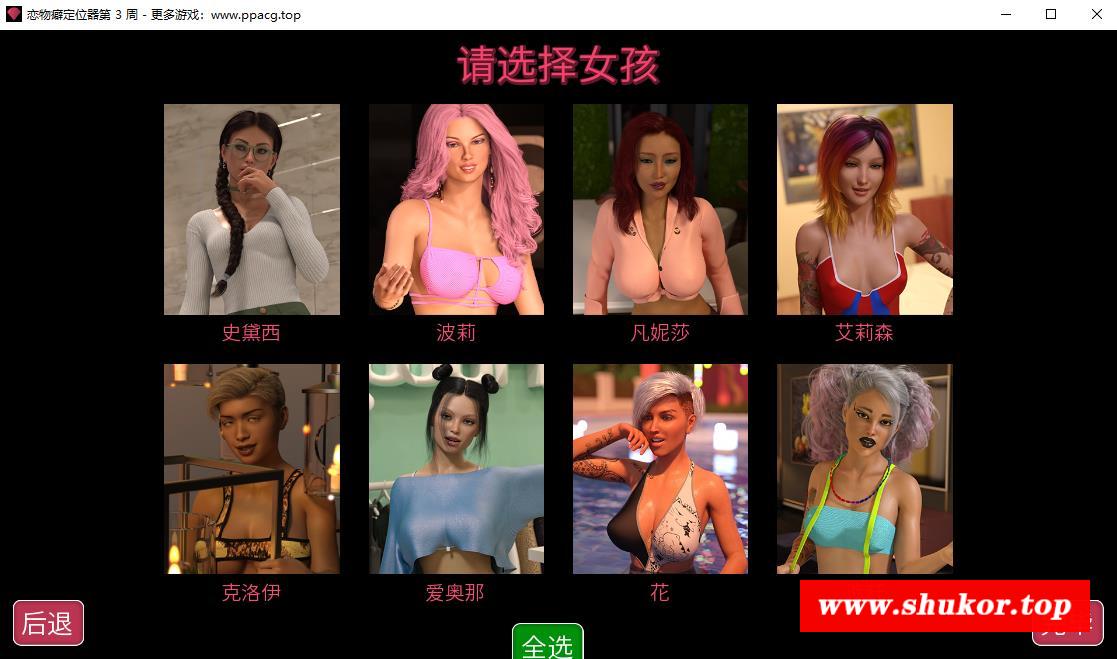 恋物癖定位器第 3 周 - 更多游戏：www.ppacg.top
请选择女孩
史黛西
波莉
凡妮莎
艾莉森
克洛伊
爱奥那
花
www.shukor.top
后退
全选